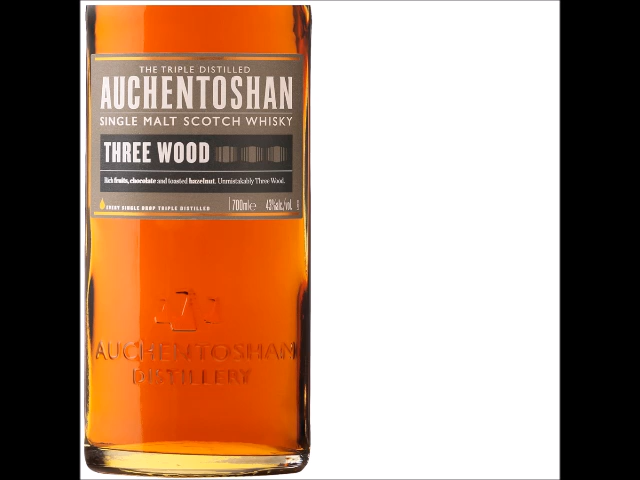 THE TRIPLE DISTILLED
AUCHENTOSHAN
SINGLE MALT SCOTCH WHISKY
THREE WOOD
Rich fruits, chocolate and toasted hazelnut. Unmistakably Three Wood.
EVERY SINGLE DROP TRIPLE DISTILLED 700ml℮ 43%alc./vol.
AUCHENTOSHAN
DISTILLERY